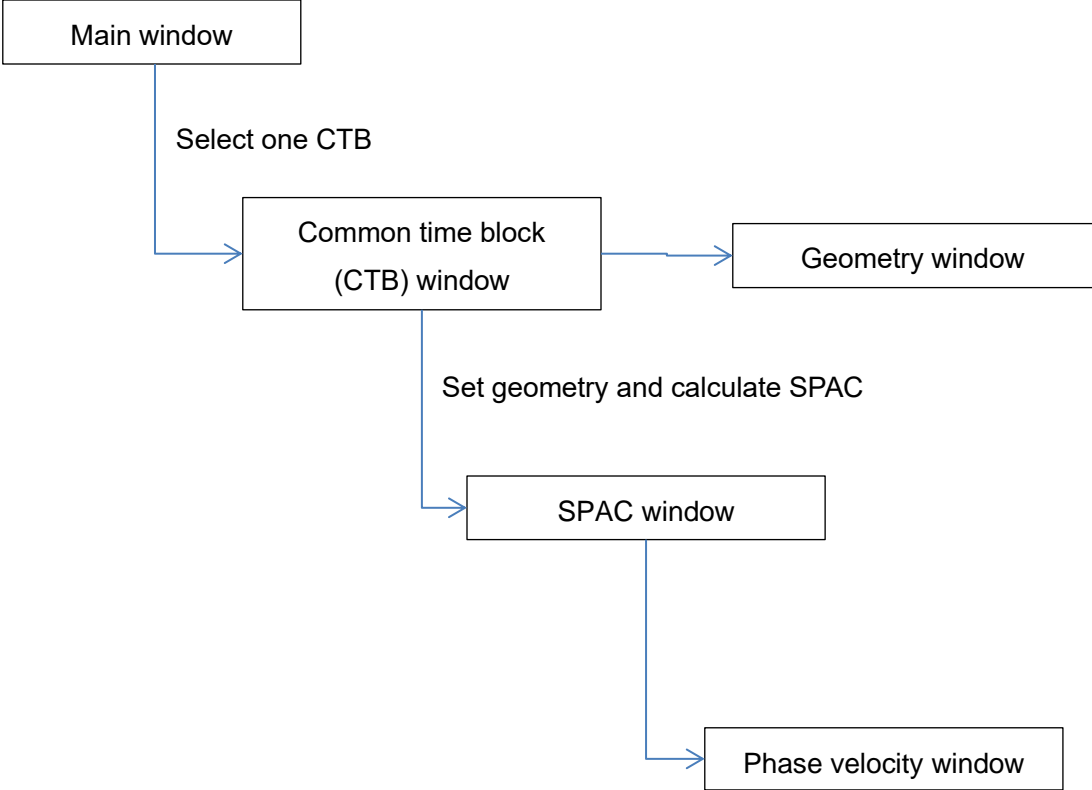 Main window
Select one CTB
Common time block
(CTB) window
Geometry window
Set geometry and calculate SPAC
SPAC window
Phase velocity window